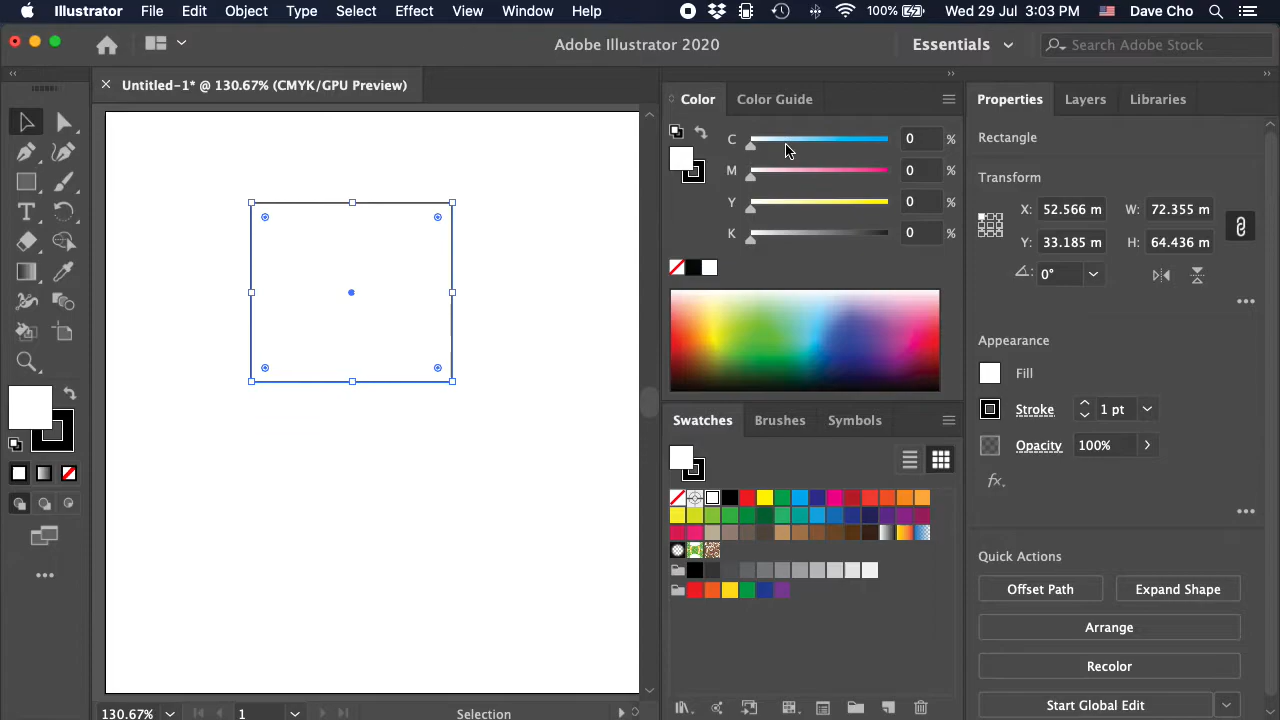 Illustrator File Edit Object Type Select Effect View Window Help 100% Wed 29 Jul 3:03 PM Dave Cho
Adobe Illustrator 2020 Essentials Search Adobe Stock
Untitled-1* @ 130.67% (CMYK/GPU Preview)
Color Color Guide
C 0 %
M 0 %
Y 0 %
K 0 %
Swatches Brushes Symbols
Properties Layers Libraries
Rectangle
Transform
X: 52.566 m W: 72.355 m
Y: 33.185 m H: 64.436 m
0°
Appearance
Fill
Stroke 1 pt
Opacity 100%
fx.
Quick Actions
Offset Path Expand Shape
Arrange
Recolor
Start Global Edit
T
130.67% 1 Selection